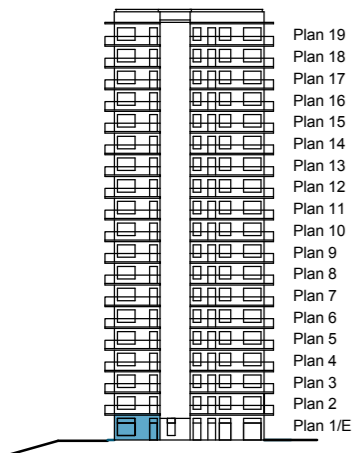 Plan 19
Plan 18
Plan 17
Plan 16
Plan 15
Plan 14
Plan 13
Plan 12
Plan 11
Plan 10
Plan 9
Plan 8
Plan 7
Plan 6
Plan 5
Plan 4
Plan 3
Plan 2
Plan 1/E